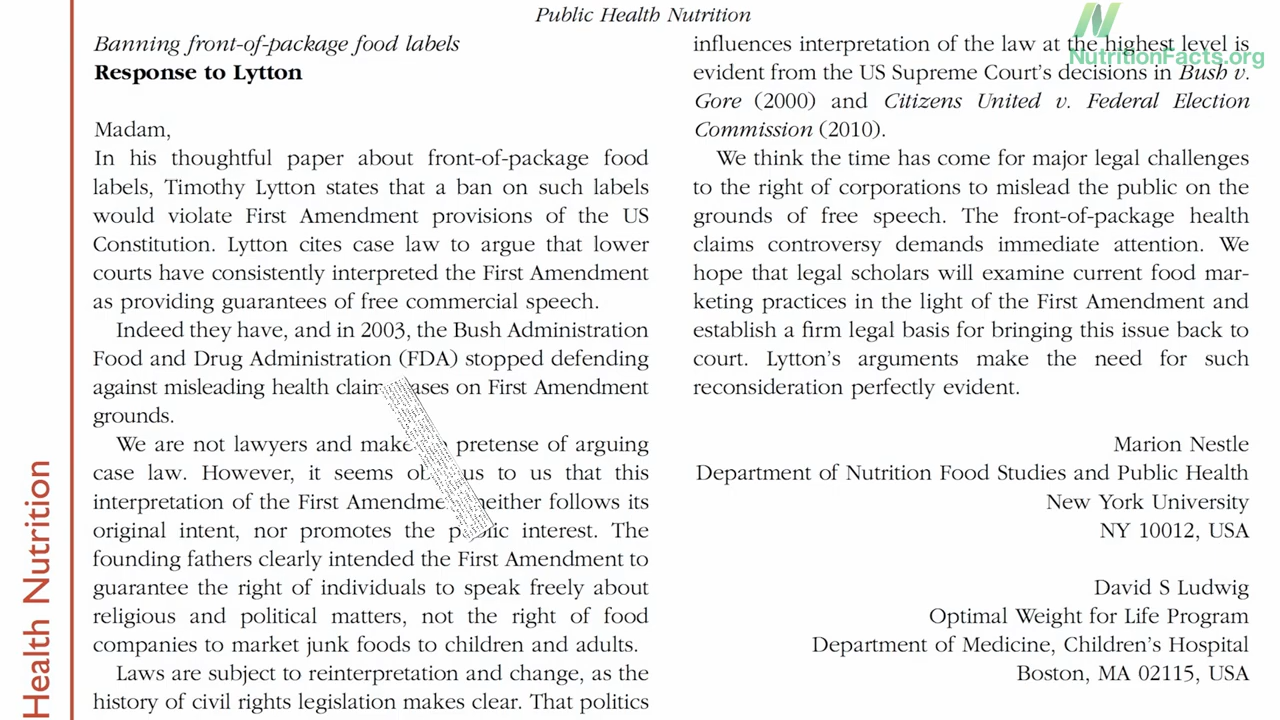 Public Health Nutrition
NutritionFacts.org
Banning front-of-package food labels
Response to Lytton
Madam,
In his thoughtful paper about front-of-package food
labels, Timothy Lytton states that a ban on such labels
would violate First Amendment provisions of the US
Constitution. Lytton cites case law to argue that lower
courts have consistently interpreted the First Amendment
as providing guarantees of free commercial speech.
Indeed they have, and in 2003, the Bush Administration
Food and Drug Administration (FDA) stopped defending
against misleading health on First Amendment
grounds.
We are not lawyers and make pretense of arguing
case law. However, it seems to us that this
interpretation of the First neither follows its
original intent, nor promotes the interest. The
founding fathers clearly intended the First Amendment to
guarantee the right of individuals to speak freely about
religious and political matters, not the right of food
companies to market junk foods to children and adults.
Laws are subject to reinterpretation and change, as the
history of civil rights legislation makes clear. That politics
influences interpretation of the law at the highest level is
evident from the US Supreme Court's decisions in Bush v.
Gore (2000) and Citizens United v. Federal Election
Commission (2010).
We think the time has come for major legal challenges
to the right of corporations to mislead the public on the
grounds of free speech. The front-of-package health
claims controversy demands immediate attention. We
hope that legal scholars will examine current food mar-
keting practices in the light of the First Amendment and
establish a firm legal basis for bringing this issue back to
court. Lytton's arguments make the need for such
reconsideration perfectly evident.
Marion Nestle
Department of Nutrition Food Studies and Public Health
New York University
NY 10012, USA
David S Ludwig
Optimal Weight for Life Program
Department of Medicine, Children's Hospital
Boston, MA 02115, USA
Health Nutrition